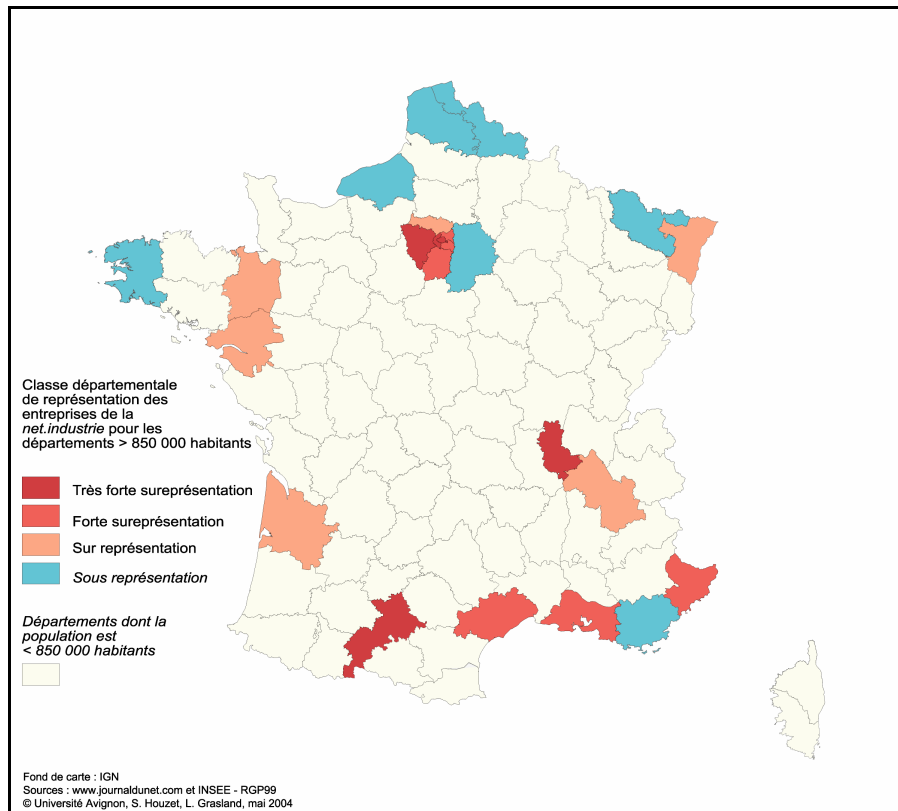 Classe départementale
de représentation des
entreprises de la
net.industrie pour les
départements > 850 000 habitants
Très forte sureprésentation
Forte sureprésentation
Sur représentation
Sous représentation
Départements dont la
population est
< 850 000 habitants
Fond de carte : IGN
Sources : www.journaldunet.com et INSEE - RGP99
© Université Avignon, S. Houzet, L. Grasland, mai 2004